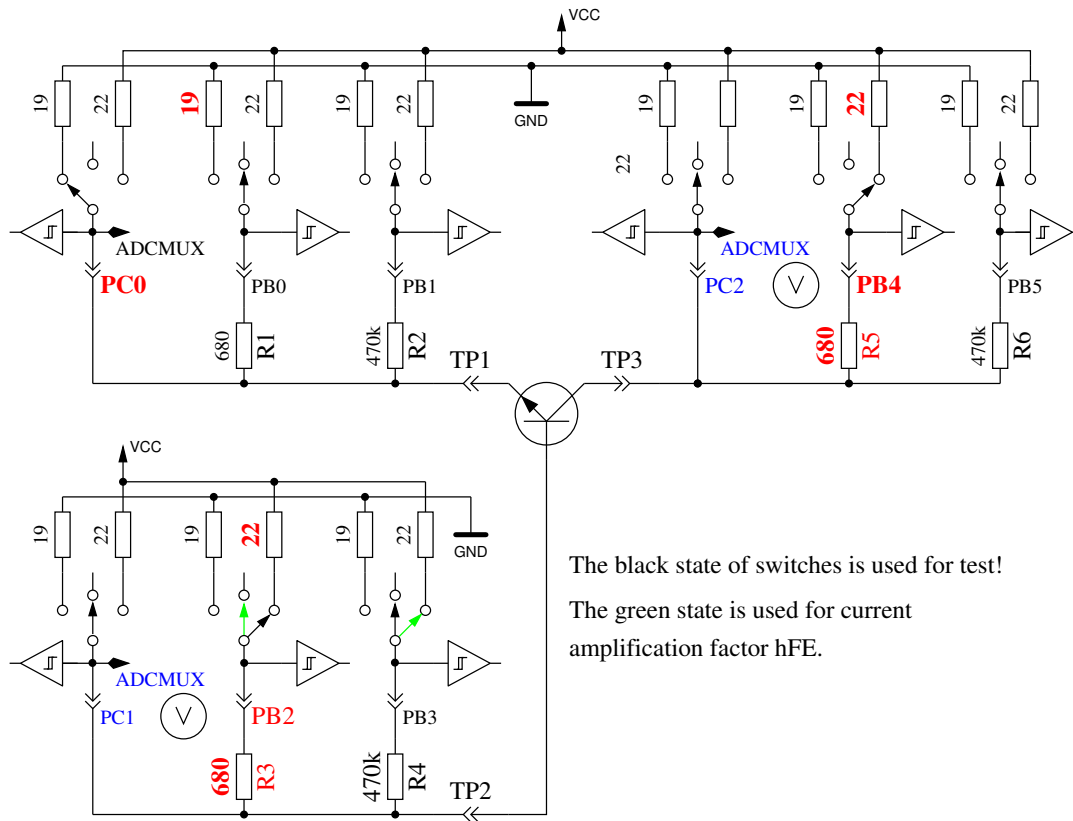 VCC
19
22
19
22
19
22
GND
19
22
19
22
19
22
ADCMUX
ADCMUX
PC0
PB0
PB1
PC2
V
PB4
PB5
680
R1
470k
R2
680
R5
470k
R6
TP1
TP3
VCC
19
22
19
22
19
22
GND
The black state of switches is used for test!
The green state is used for current
amplification factor hFE.
ADCMUX
PC1
V
PB2
PB3
680
R3
470k
R4
TP2